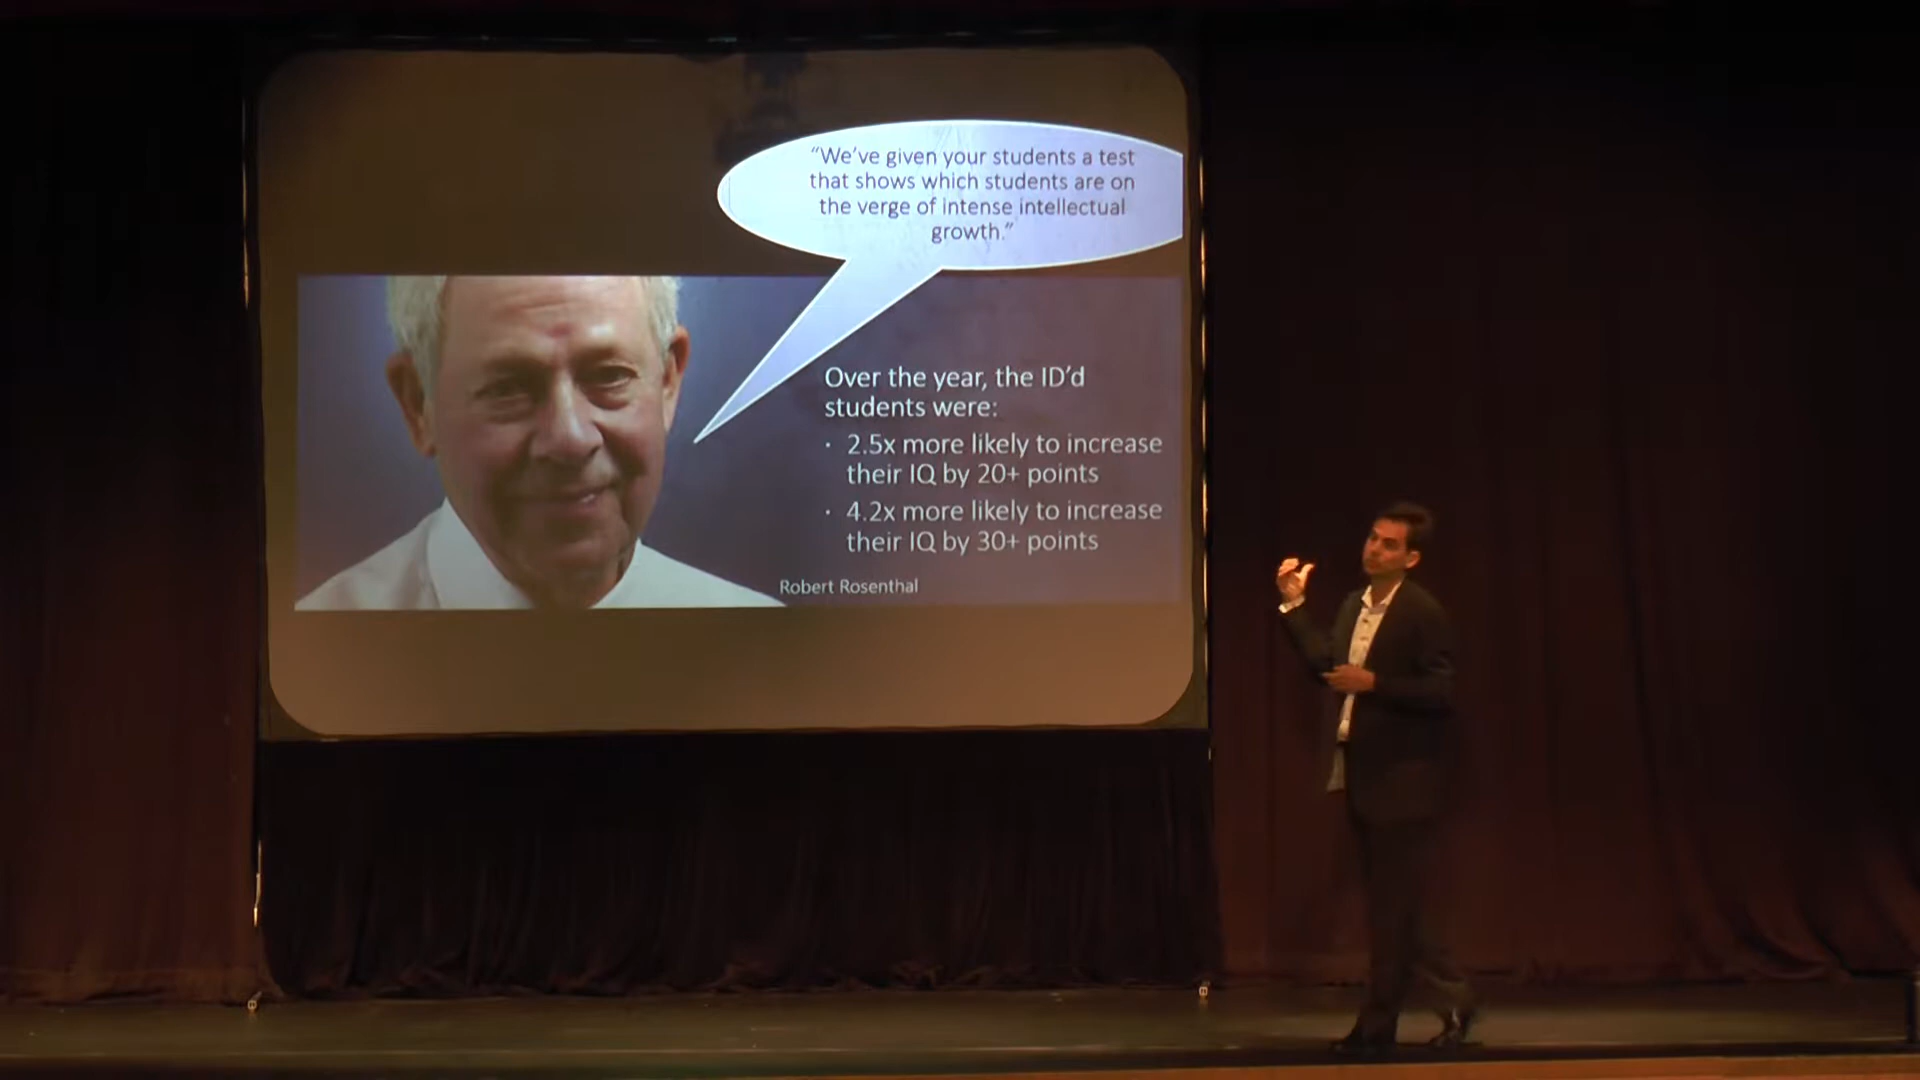 “We’ve given your students a test
that shows which students are on
the verge of intense intellectual
growth.”
Over the year, the ID’d
students were:
· 2.5x more likely to increase
their IQ by 20+ points
· 4.2x more likely to increase
their IQ by 30+ points
Robert Rosenthal